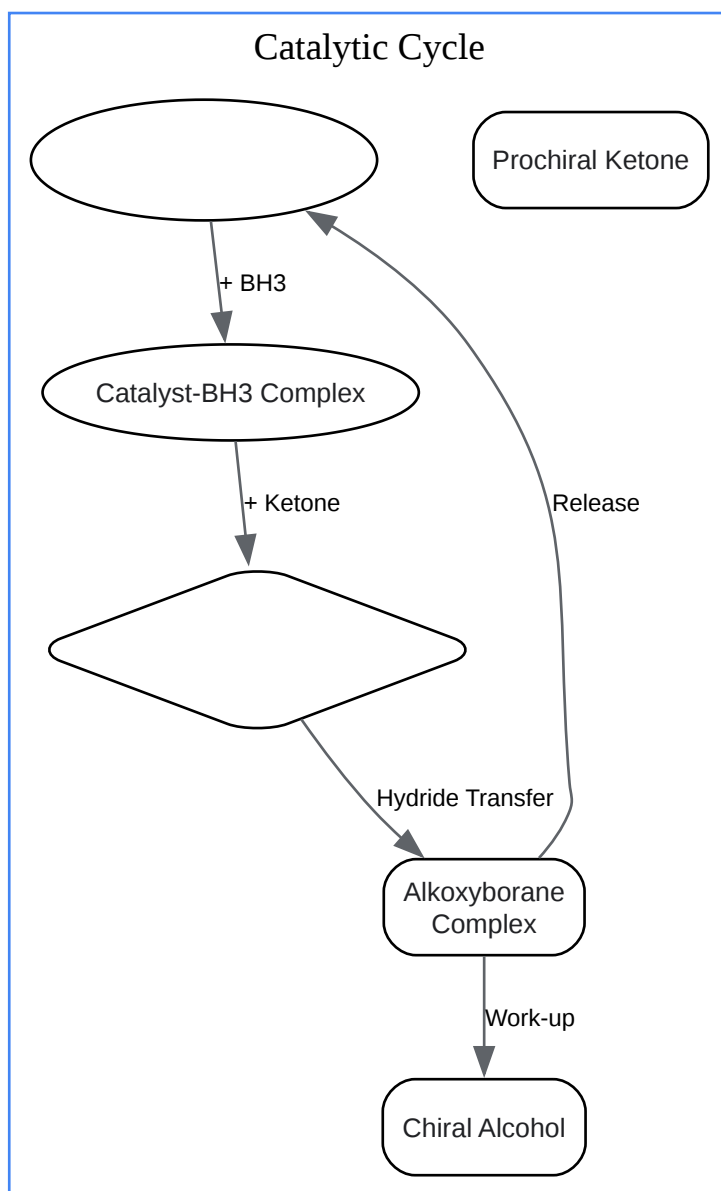 Catalytic Cycle
Prochiral Ketone
+ BH3
Catalyst-BH3 Complex
+ Ketone
Release
Hydride Transfer
Alkoxyborane
Complex
Work-up
Chiral Alcohol